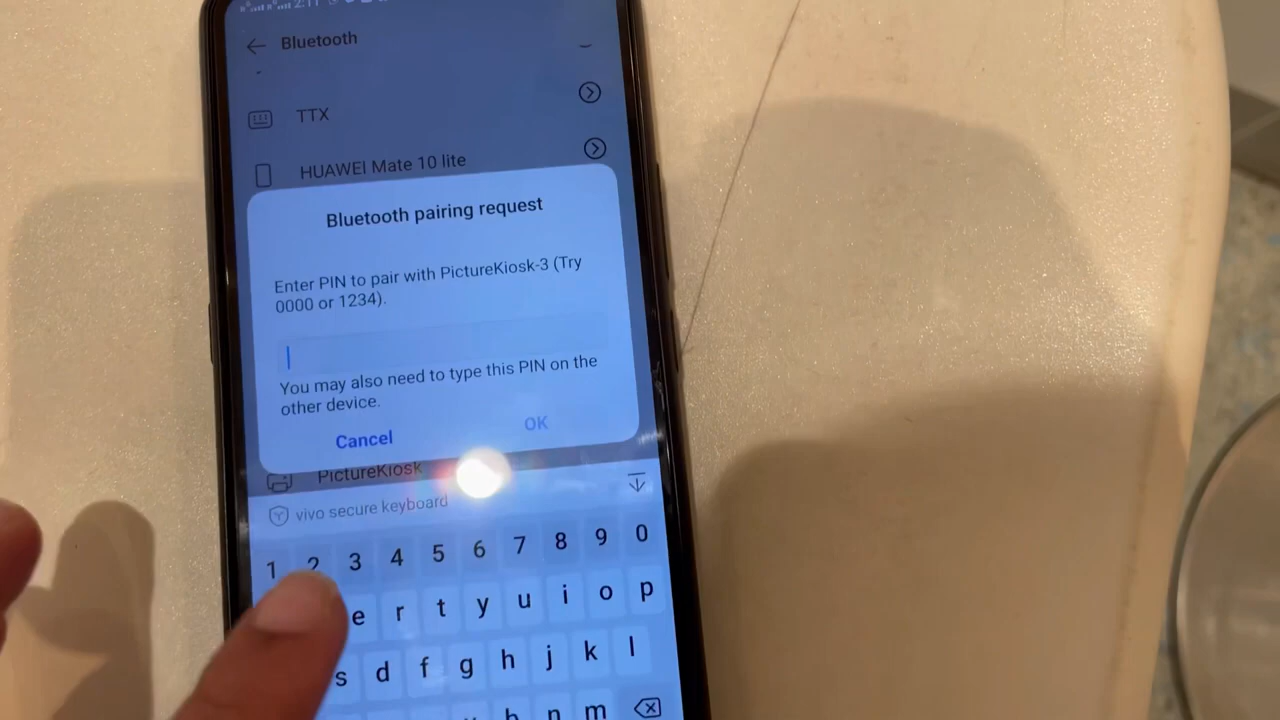 2:11
Bluetooth
TTX
HUAWEI Mate 10 lite
Bluetooth pairing request
Enter PIN to pair with PictureKiosk-3 (Try
0000 or 1234).
You may also need to type this PIN on the
other device.
Cancel OK
PictureKiosk
vivo secure keyboard
1 2 3 4 5 6 7 8 9 0
e r t y u i o p
s d f g h j k l
b n m